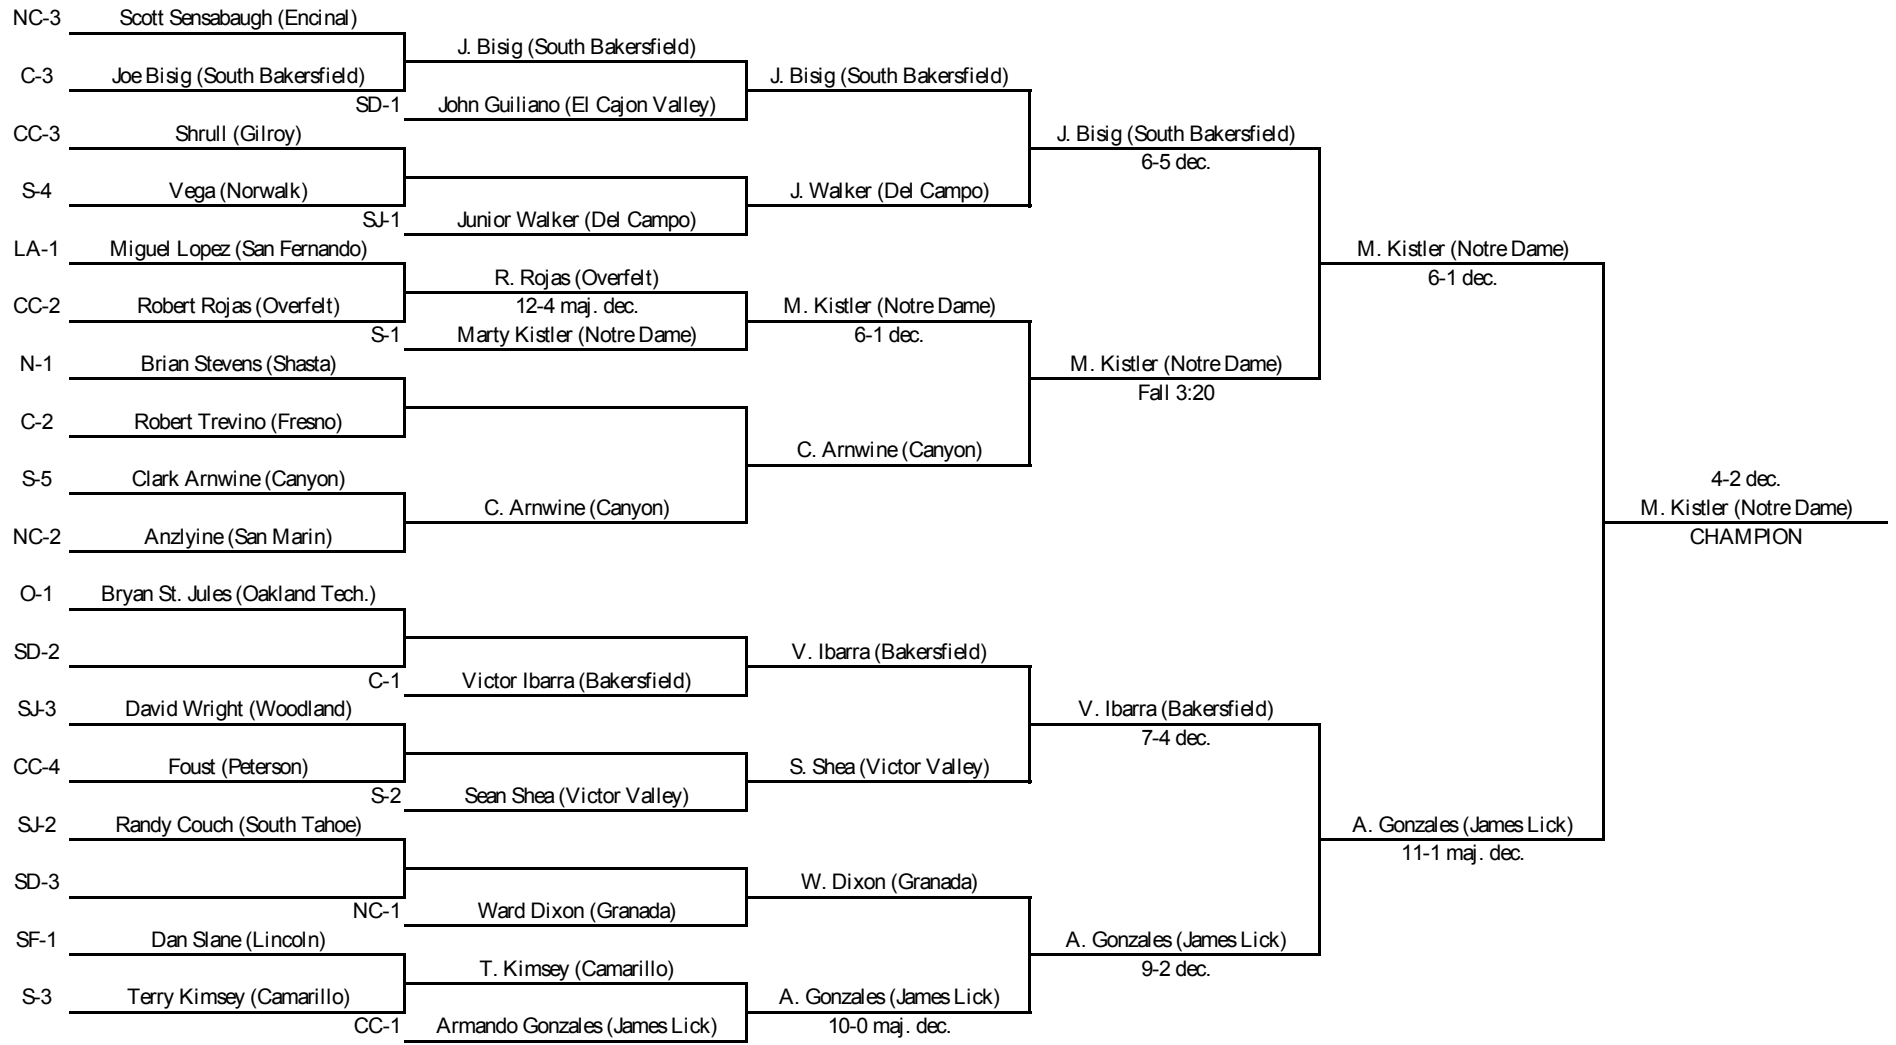 NC-3 Scott Sensabaugh (Encinal)
J. Bisig (South Bakersfield)
C-3 Joe Bisig (South Bakersfield) J. Bisig (South Bakersfield)
SD-1 John Guiliano (El Cajon Valley)
CC-3 Shrull (Gilroy) J. Bisig (South Bakersfield)
6-5 dec.
S-4 Vega (Norwalk) J. Walker (Del Campo)
SJ-1 Junior Walker (Del Campo)
LA-1 Miguel Lopez (San Fernando) M. Kistler (Notre Dame)
R. Rojas (Overfelt) 6-1 dec.
CC-2 Robert Rojas (Overfelt) 12-4 maj. dec. M. Kistler (Notre Dame)
S-1 Marty Kistler (Notre Dame) 6-1 dec.
N-1 Brian Stevens (Shasta) M. Kistler (Notre Dame)
Fall 3:20
C-2 Robert Trevino (Fresno)
C. Arnwine (Canyon)
S-5 Clark Arnwine (Canyon) 4-2 dec.
C. Arnwine (Canyon) M. Kistler (Notre Dame)
NC-2 Anzlyine (San Marin) CHAMPION
O-1 Bryan St. Jules (Oakland Tech.)
SD-2 V. Ibarra (Bakersfield)
C-1 Victor Ibarra (Bakersfield)
SJ-3 David Wright (Woodland) V. Ibarra (Bakersfield)
7-4 dec.
CC-4 Foust (Peterson) S. Shea (Victor Valley)
S-2 Sean Shea (Victor Valley)
SJ-2 Randy Couch (South Tahoe) A. Gonzales (James Lick)
11-1 maj. dec.
SD-3 W. Dixon (Granada)
NC-1 Ward Dixon (Granada)
SF-1 Dan Slane (Lincoln) A. Gonzales (James Lick)
T. Kimsey (Camarillo) 9-2 dec.
S-3 Terry Kimsey (Camarillo) A. Gonzales (James Lick)
CC-1 Armando Gonzales (James Lick) 10-0 maj. dec.